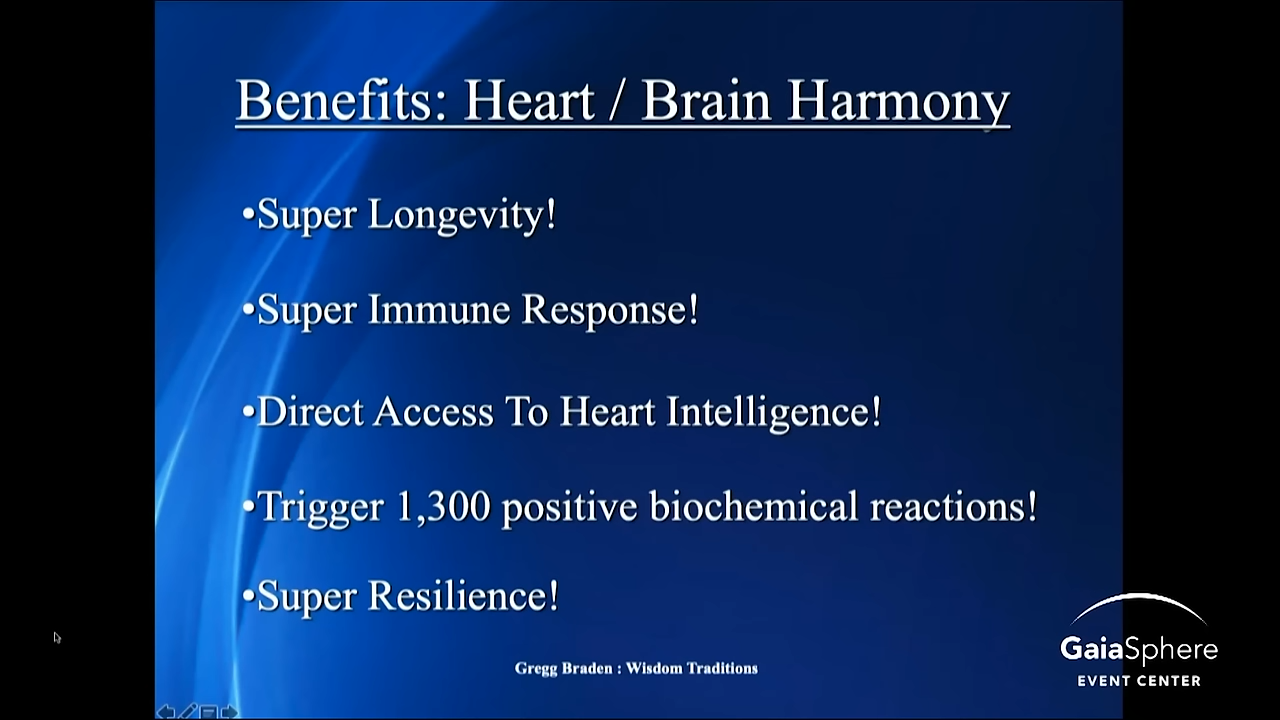 Benefits: Heart / Brain Harmony
•Super Longevity!
•Super Immune Response!
•Direct Access To Heart Intelligence!
•Trigger 1,300 positive biochemical reactions!
•Super Resilience!
Gregg Braden : Wisdom Traditions
GaiaSphere
EVENT CENTER